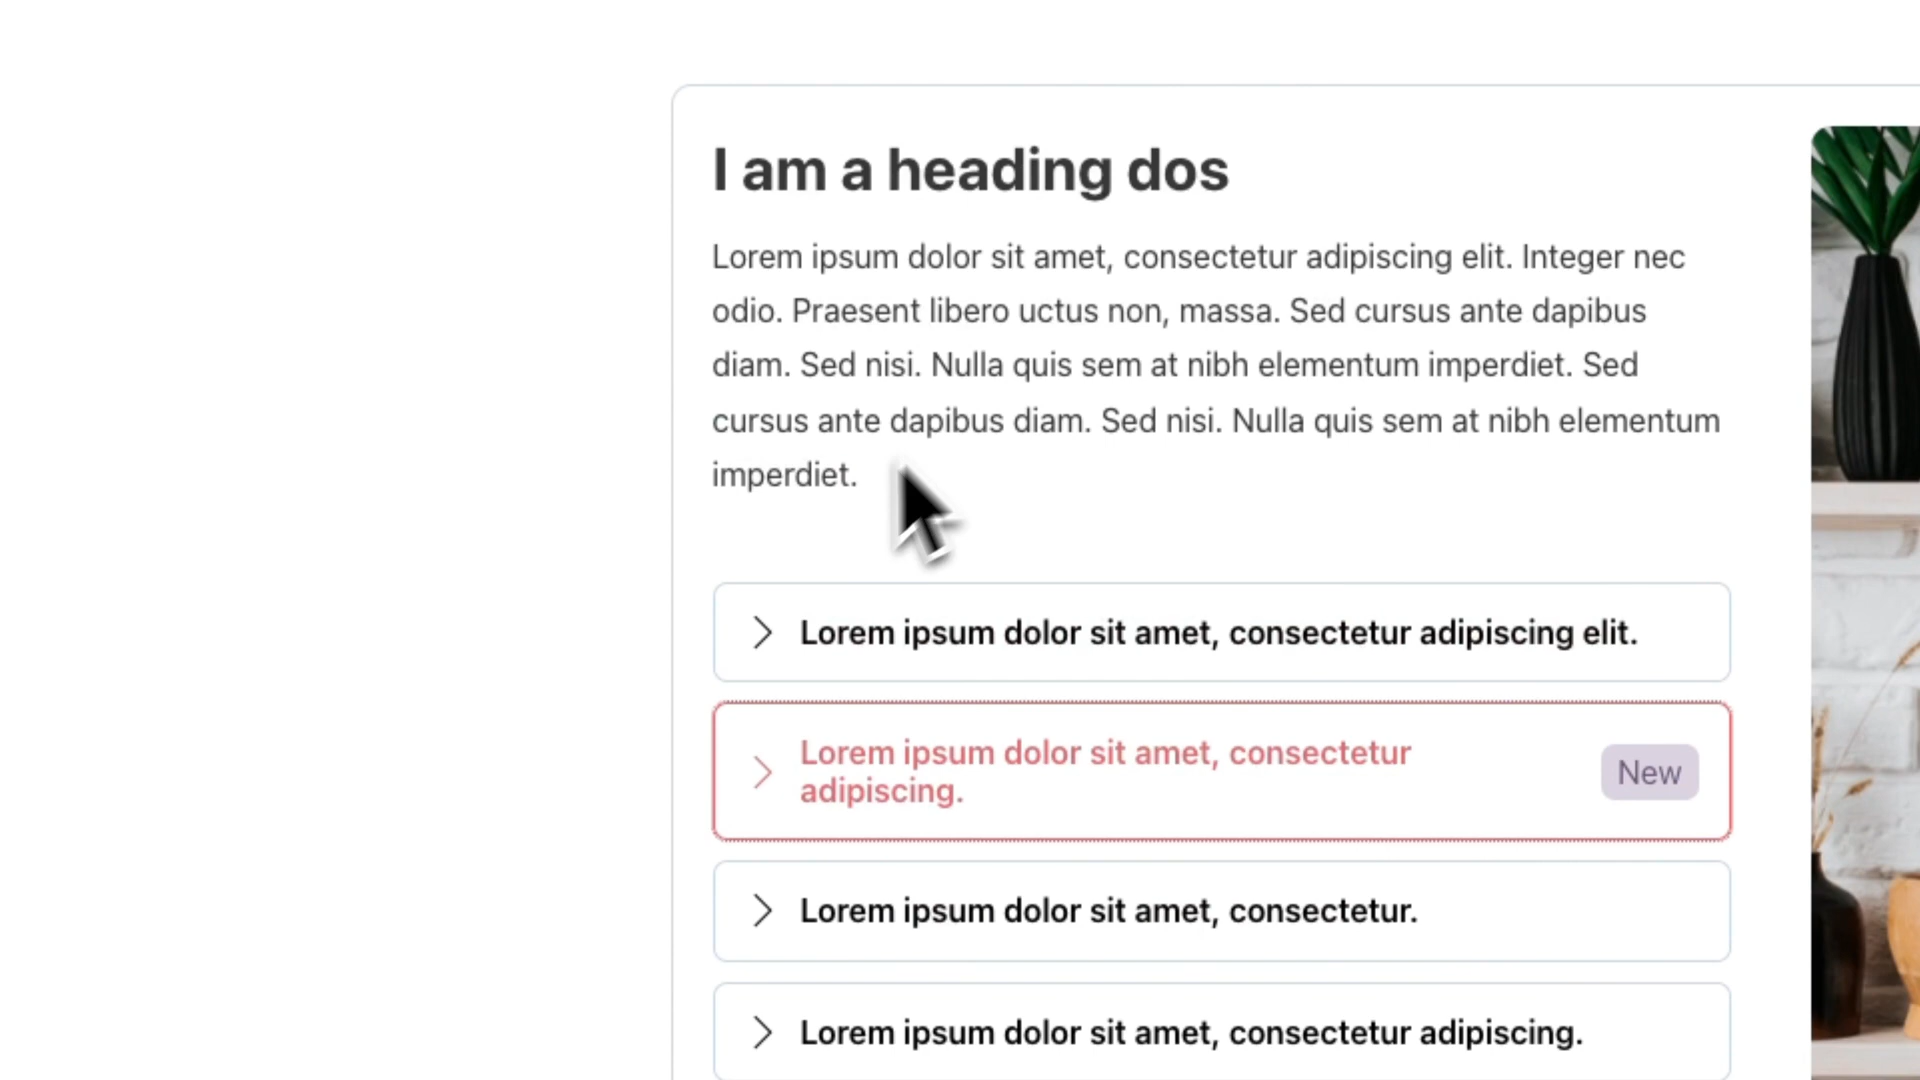 I am a heading dos
Lorem ipsum dolor sit amet, consectetur adipiscing elit. Integer nec
odio. Praesent libero uctus non, massa. Sed cursus ante dapibus
diam. Sed nisi. Nulla quis sem at nibh elementum imperdiet. Sed
cursus ante dapibus diam. Sed nisi. Nulla quis sem at nibh elementum
imperdiet.
Lorem ipsum dolor sit amet, consectetur adipiscing elit.
Lorem ipsum dolor sit amet, consectetur
adipiscing.
New
Lorem ipsum dolor sit amet, consectetur.
Lorem ipsum dolor sit amet, consectetur adipiscing.